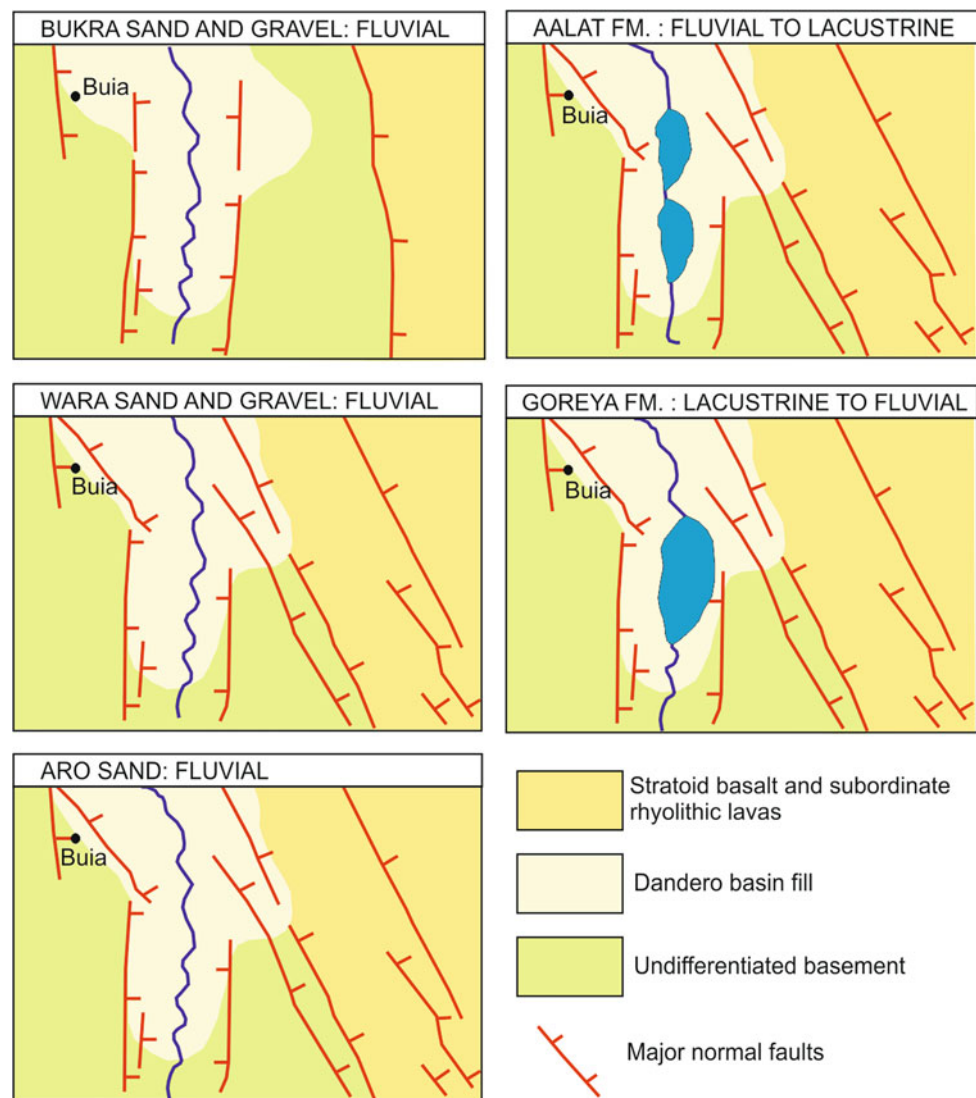 BUKRA SAND AND GRAVEL: FLUVIAL
Buia
AALAT FM. : FLUVIAL TO LACUSTRINE
Buia
WARA SAND AND GRAVEL: FLUVIAL
Buia
GOREYA FM. : LACUSTRINE TO FLUVIAL
Buia
ARO SAND: FLUVIAL
Buia
Stratoid basalt and subordinate
rhyolithic lavas
Dandero basin fill
Undifferentiated basement
Major normal faults